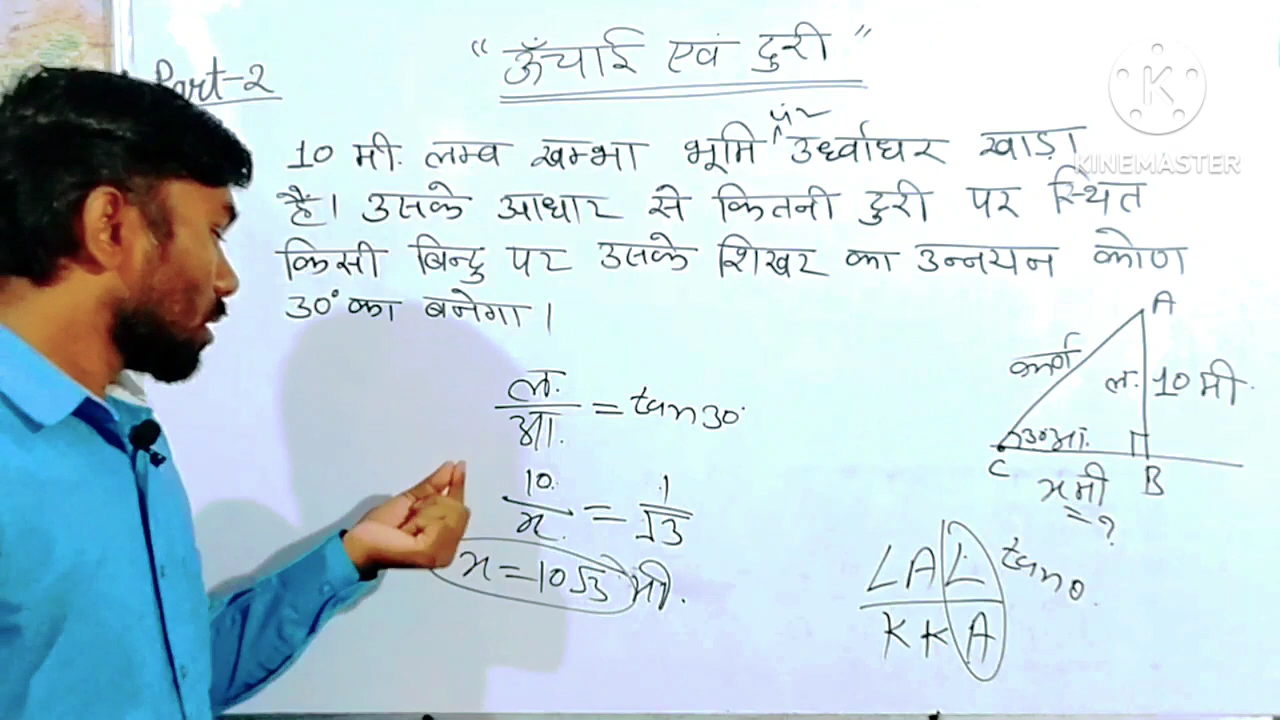 Part-2
"ऊँचाई एवं दुरी"
10 मी. लम्ब खम्भा भूमि पर उर्ध्वाधर खाड़ा
है। उसके आधार से कितनी दुरी पर स्थित
किसी बिन्दु पर उसके शिखर का उन्नयन कोण
30° का बनेगा।
ल. / आ. = tan30°
10 / x = 1 / √3
x = 10√3 मी.
A
कर्ण
ल. 10 मी.
30° आ.
C
B
x मी
= ?
LAL
KKA
tanθ
K
KINEMASTER